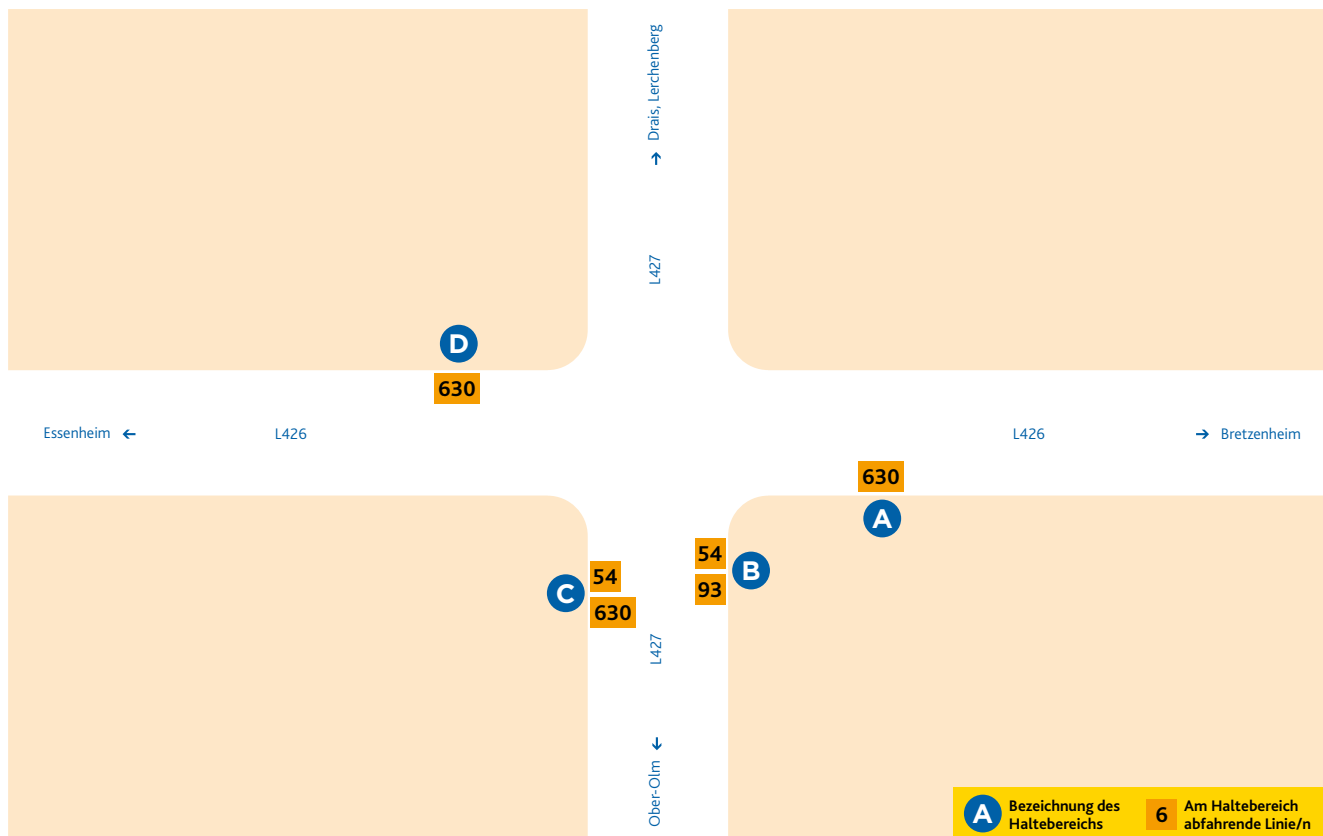 → Drais, Lerchenberg
L427
D
630
Essenheim ←
L426
L426
→ Bretzenheim
630
A
54
93
B
C
54
630
L427
Ober-Olm ←
A Bezeichnung des
Haltebereichs
6 Am Haltebereich
abfahrende Linie/n